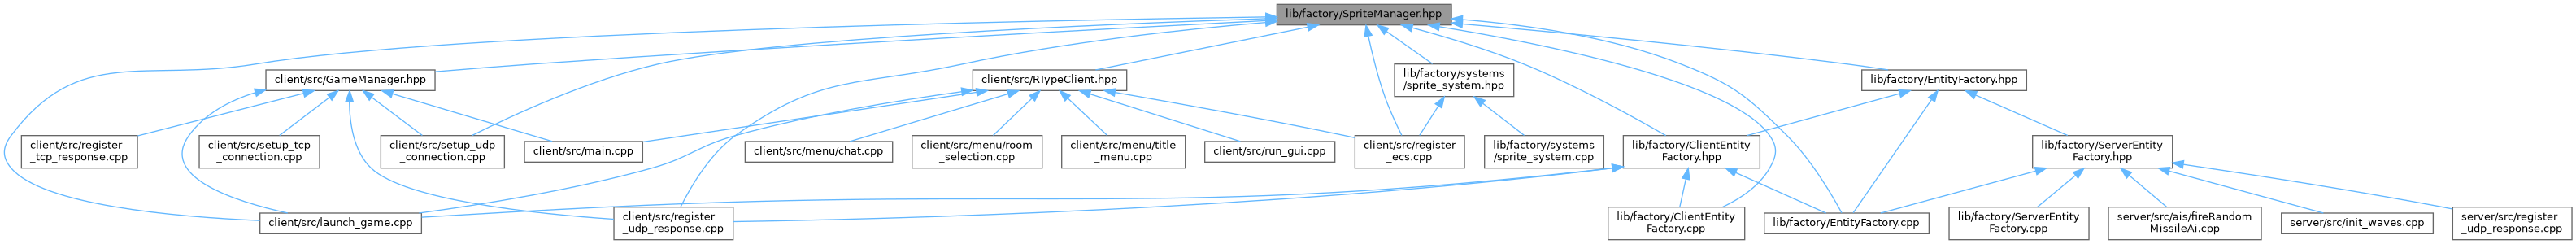 lib/factory/SpriteManager.hpp
client/src/GameManager.hpp
client/src/RTypeClient.hpp
lib/factory/systems
/sprite_system.hpp
lib/factory/EntityFactory.hpp
client/src/register
_tcp_response.cpp
client/src/setup_tcp
_connection.cpp
client/src/setup_udp
_connection.cpp
client/src/main.cpp
client/src/menu/chat.cpp
client/src/menu/room
_selection.cpp
client/src/menu/title
_menu.cpp
client/src/run_gui.cpp
client/src/register
_ecs.cpp
lib/factory/systems
/sprite_system.cpp
lib/factory/ClientEntity
Factory.hpp
lib/factory/ServerEntity
Factory.hpp
client/src/launch_game.cpp
client/src/register
_udp_response.cpp
lib/factory/ClientEntity
Factory.cpp
lib/factory/EntityFactory.cpp
lib/factory/ServerEntity
Factory.cpp
server/src/ais/fireRandom
MissileAi.cpp
server/src/init_waves.cpp
server/src/register
_udp_response.cpp